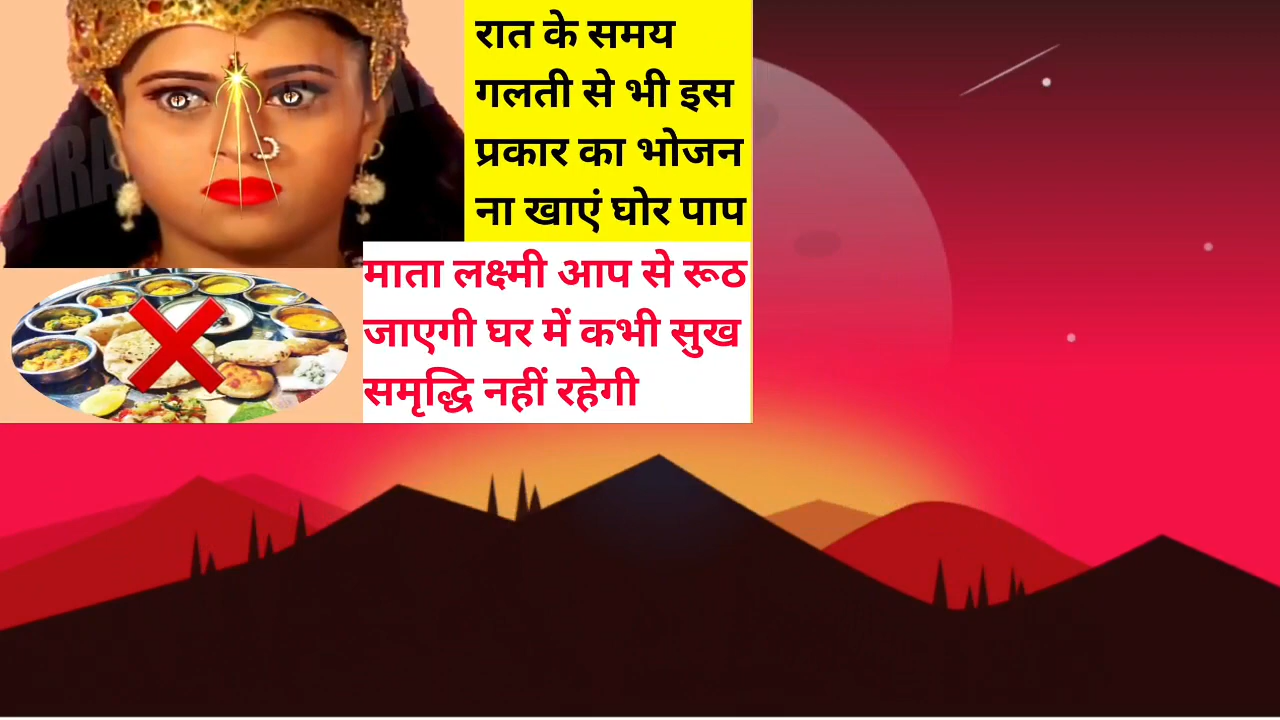 रात के समय
गलती से भी इस
प्रकार का भोजन
ना खाएं घोर पाप
माता लक्ष्मी आप से रूठ
जाएगी घर में कभी सुख
समृद्धि नहीं रहेगी